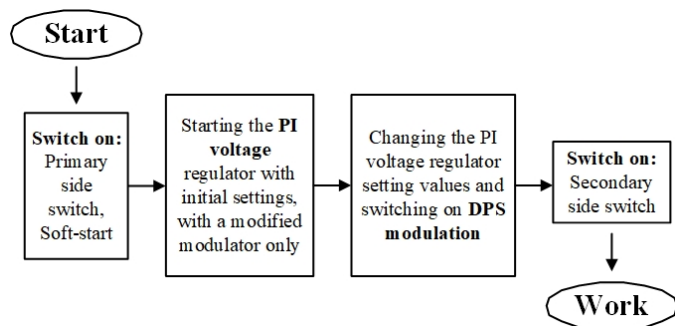 Start
Switch on:
Primary
side
switch,
Soft-start
Starting the PI
voltage
regulator with
initial settings,
with a modified
modulator only
Changing the PI
voltage regulator
setting values and
switching on DPS
modulation
Switch on:
Secondary
side switch
Work